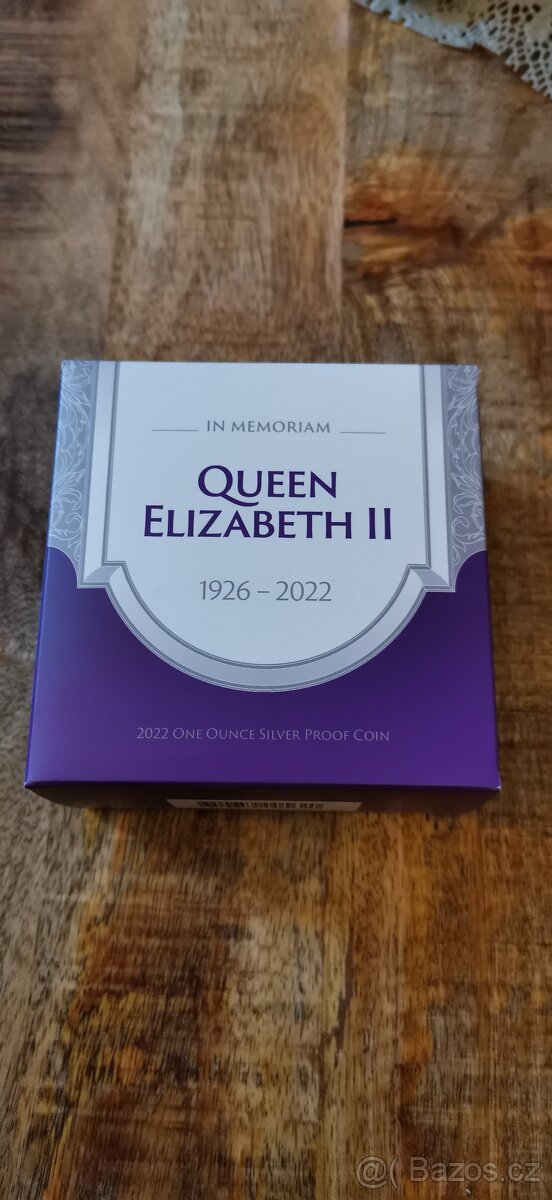 IN MEMORIAM
QUEEN
ELIZABETH II
1926 – 2022
2022 ONE OUNCE SILVER PROOF COIN
@( Bazos.cz